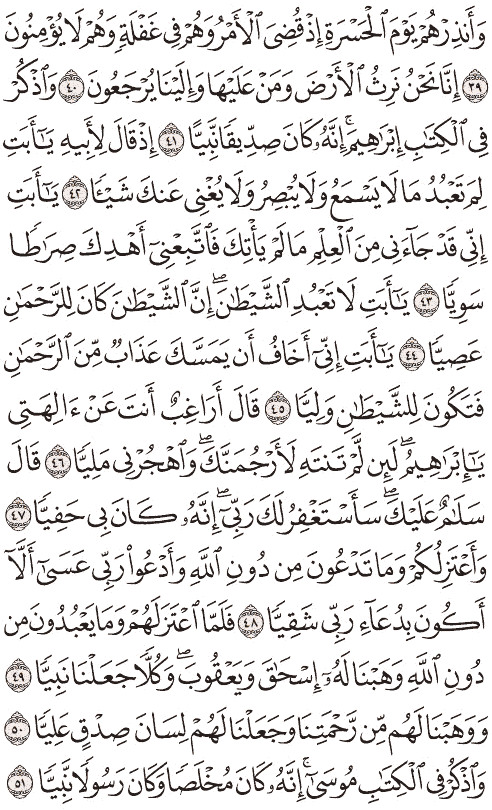 وَأَنذِرْهُمْ يَوْمَ ٱلْحَسْرَةِ إِذْ قُضِىَ ٱلْأَمْرُ وَهُمْ فِى غَفْلَةٍ وَهُمْ لَا يُؤْمِنُونَ
٣٩ إِنَّا نَحْنُ نَرِثُ ٱلْأَرْضَ وَمَنْ عَلَيْهَا وَإِلَيْنَا يُرْجَعُونَ ٤٠ وَٱذْكُرْ
فِى ٱلْكِتَٰبِ إِبْرَٰهِيمَ ۚ إِنَّهُۥ كَانَ صِدِّيقًا نَّبِيًّا ٤١ إِذْ قَالَ لِأَبِيهِ يَٰٓأَبَتِ
لِمَ تَعْبُدُ مَا لَا يَسْمَعُ وَلَا يُبْصِرُ وَلَا يُغْنِى عَنكَ شَيْـًٔا ٤٢ يَٰٓأَبَتِ
إِنِّى قَدْ جَآءَنِى مِنَ ٱلْعِلْمِ مَا لَمْ يَأْتِكَ فَٱتَّبِعْنِىٓ أَهْدِكَ صِرَٰطًا
سَوِيًّا ٤٣ يَٰٓأَبَتِ لَا تَعْبُدِ ٱلشَّيْطَٰنَ ۖ إِنَّ ٱلشَّيْطَٰنَ كَانَ لِلرَّحْمَٰنِ
عَصِيًّا ٤٤ يَٰٓأَبَتِ إِنِّىٓ أَخَافُ أَن يَمَسَّكَ عَذَابٌ مِّنَ ٱلرَّحْمَٰنِ
فَتَكُونَ لِلشَّيْطَٰنِ وَلِيًّا ٤٥ قَالَ أَرَاغِبٌ أَنتَ عَنْ ءَالِهَتِى
يَٰٓإِبْرَٰهِيمُ ۖ لَئِن لَّمْ تَنتَهِ لَأَرْجُمَنَّكَ ۖ وَٱهْجُرْنِى مَلِيًّا ٤٦ قَالَ
سَلَٰمٌ عَلَيْكَ ۖ سَأَسْتَغْفِرُ لَكَ رَبِّىٓ ۖ إِنَّهُۥ كَانَ بِى حَفِيًّا ٤٧
وَأَعْتَزِلُكُمْ وَمَا تَدْعُونَ مِن دُونِ ٱللَّهِ وَأَدْعُوا۟ رَبِّى عَسَىٰٓ أَلَّآ
أَكُونَ بِدُعَآءِ رَبِّى شَقِيًّا ٤٨ فَلَمَّا ٱعْتَزَلَهُمْ وَمَا يَعْبُدُونَ مِن
دُونِ ٱللَّهِ وَهَبْنَا لَهُۥٓ إِسْحَٰقَ وَيَعْقُوبَ ۖ وَكُلًّا جَعَلْنَا نَبِيًّا ٤٩
وَوَهَبْنَا لَهُم مِّن رَّحْمَتِنَا وَجَعَلْنَا لَهُمْ لِسَانَ صِدْقٍ عَلِيًّا ٥٠
وَٱذْكُرْ فِى ٱلْكِتَٰبِ مُوسَىٰٓ ۚ إِنَّهُۥ كَانَ مُخْلَصًا وَكَانَ رَسُولًا نَّبِيًّا ٥١